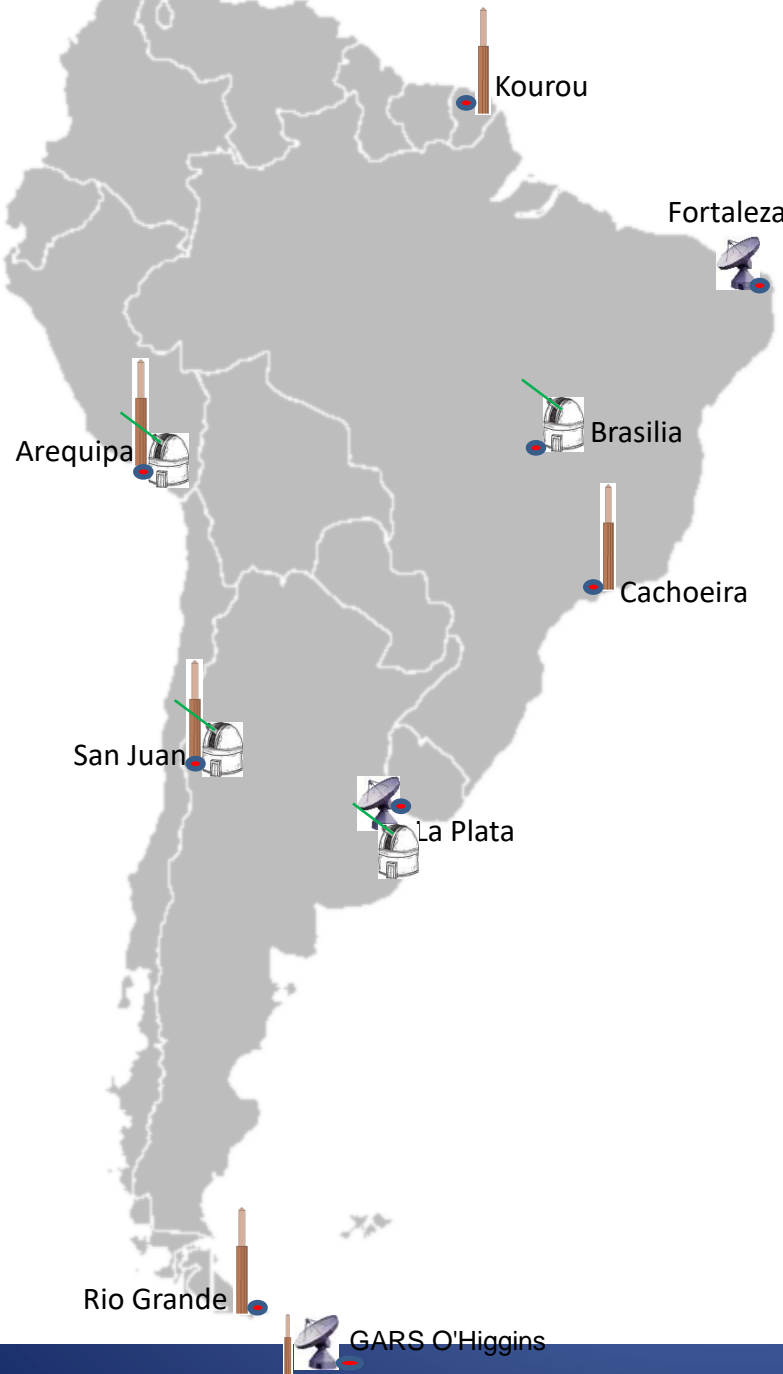 Kourou
Fortaleza
Brasilia
Arequipa
Cachoeira
San Juan
La Plata
Rio Grande
GARS O'Higgins